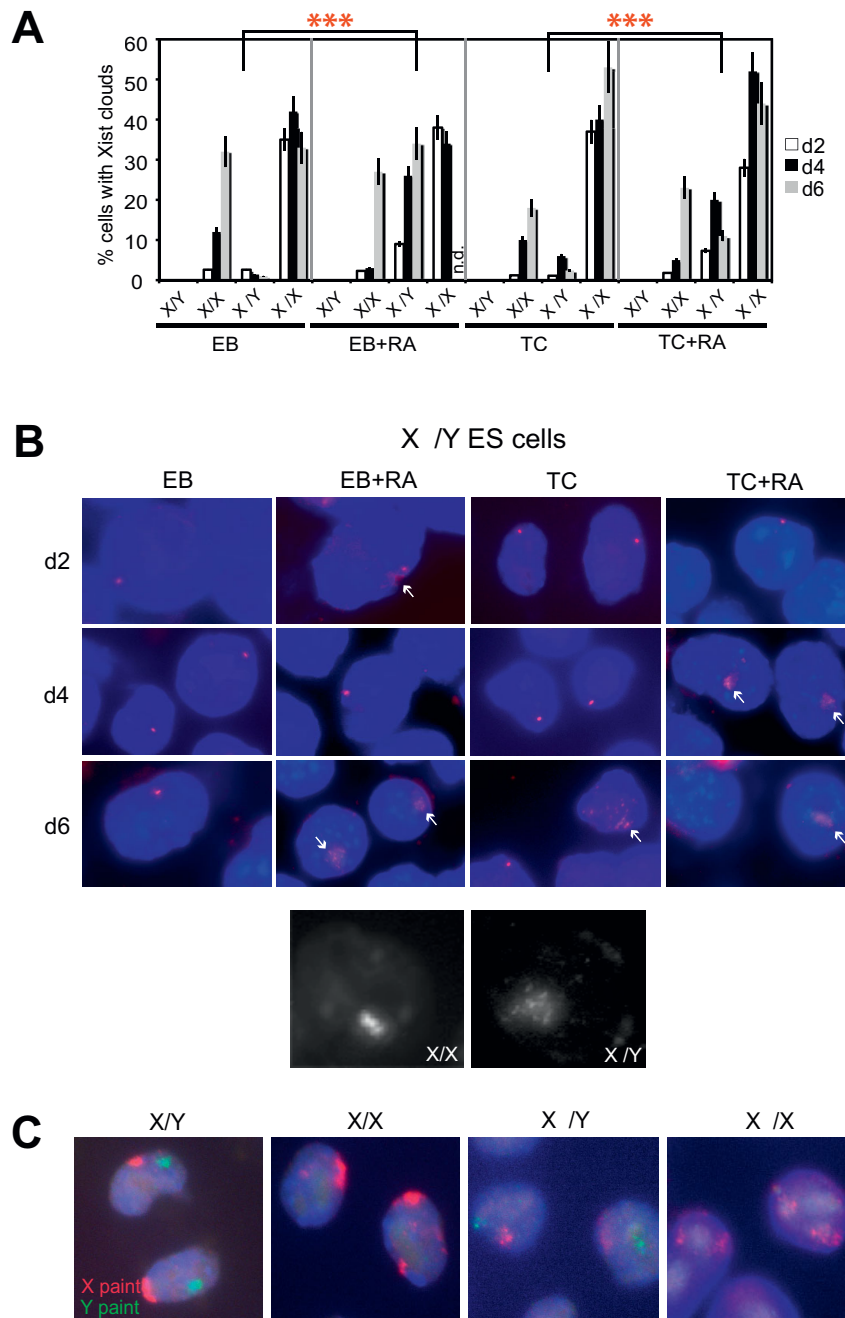 A
*** ***
% cells with Xist clouds
60
50
40
30
20
10
0
n.d.
d2
d4
d6
X/Y X/X X /Y X /X X/Y X/X X /Y X /X X/Y X/X X /Y X /X X/Y X/X X /Y X /X
EB EB+RA TC TC+RA
B
X /Y ES cells
EB EB+RA TC TC+RA
d2
d4
d6
X/X X /Y
C
X/Y X/X X /Y X /X
X paint
Y paint